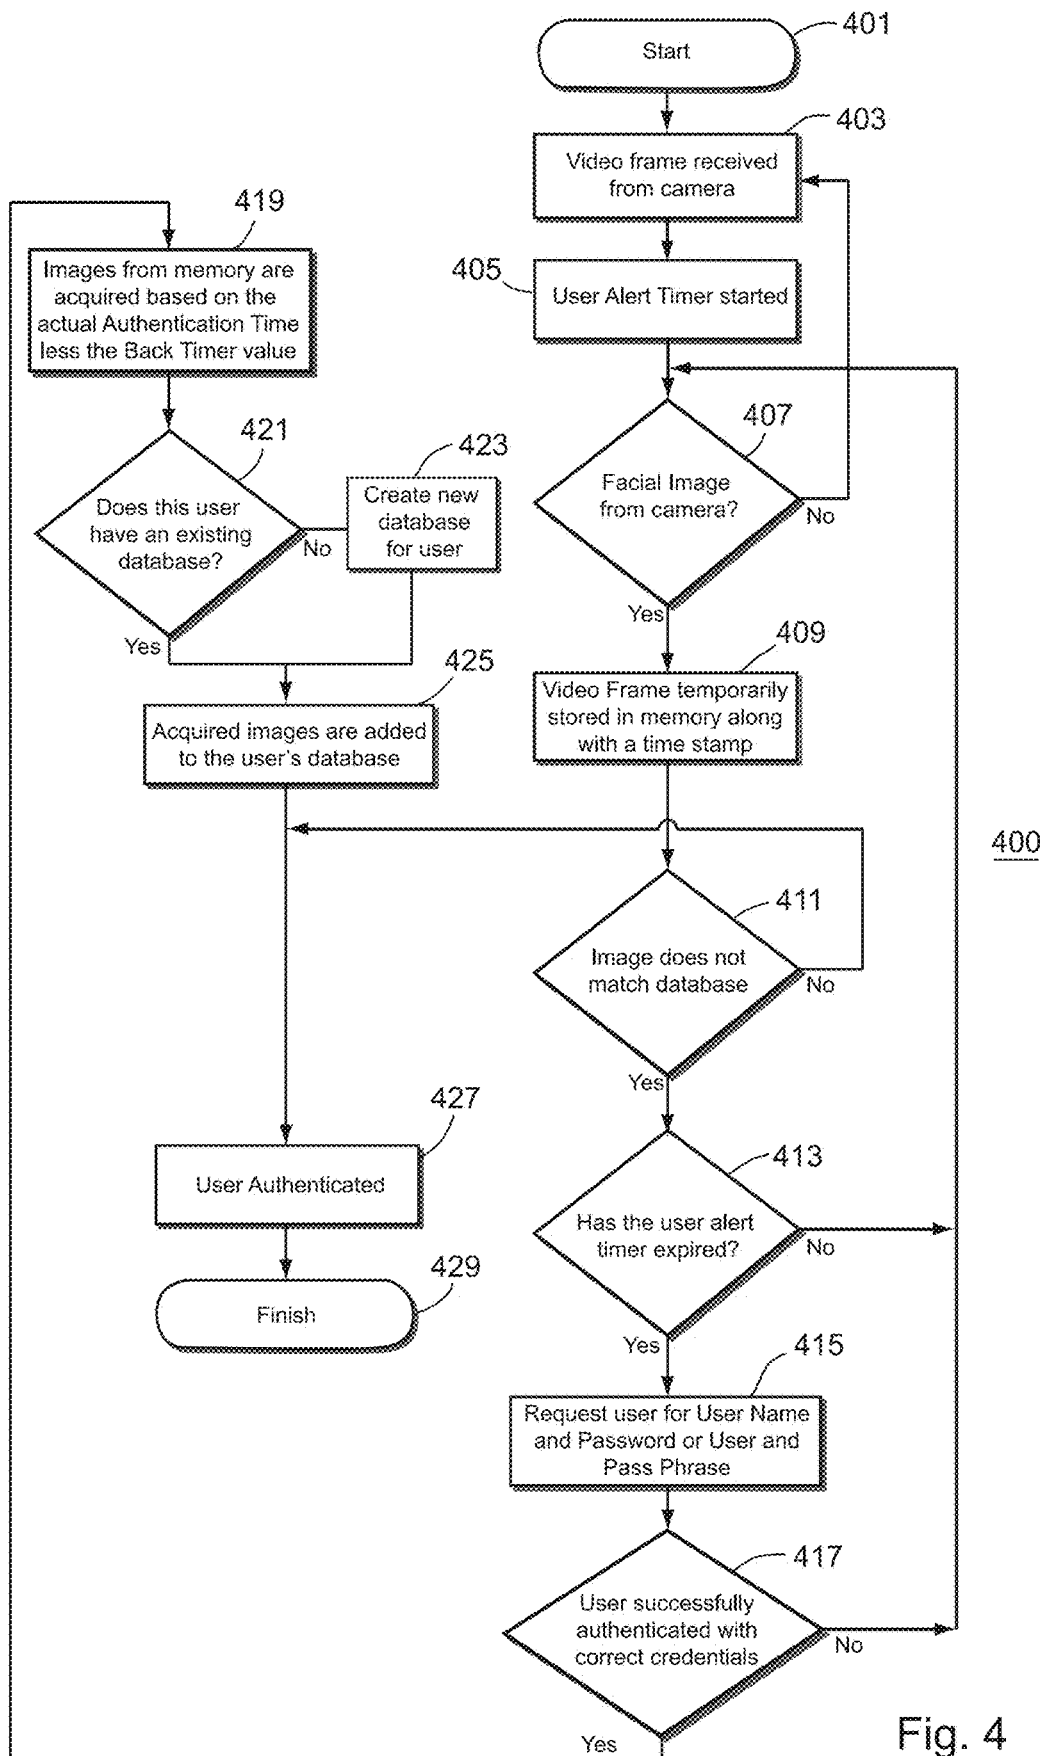 401
Start
403
Video frame received
from camera
405
User Alert Timer started
407
Facial Image
from camera?
No
Yes
409
Video Frame temporarily
stored in memory along
with a time stamp
411
Image does not
match database
No
Yes
413
Has the user alert
timer expired?
No
Yes
415
Request user for User Name
and Password or User and
Pass Phrase
417
User successfully
authenticated with
correct credentials
No
Yes
419
Images from memory are
acquired based on the
actual Authentication Time
less the Back Timer value
421
Does this user
have an existing
database?
No
Yes
423
Create new
database
for user
425
Acquired images are added
to the user's database
427
User Authenticated
429
Finish
400
Fig. 4